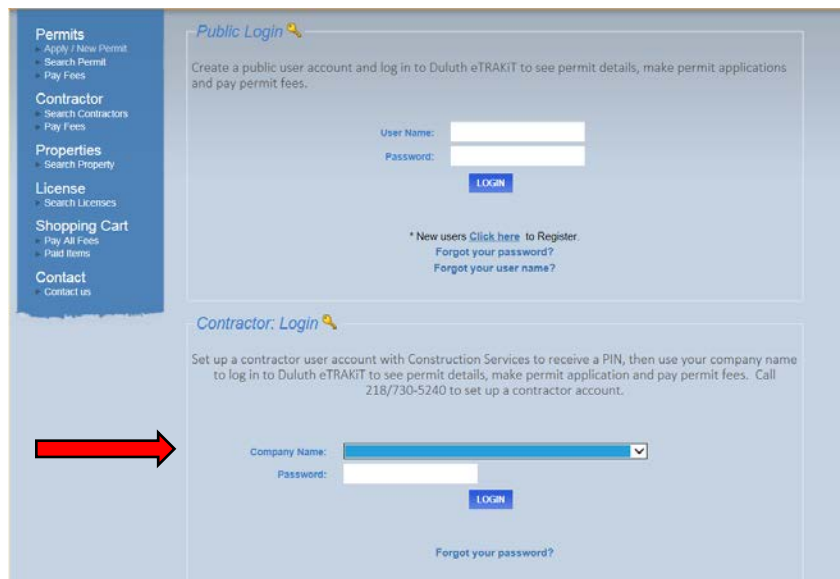 Permits
Apply / New Permit
Search Permit
Pay Fees
Contractor
Search Contractors
Pay Fees
Properties
Search Property
License
Search Licenses
Shopping Cart
Pay All Fees
Paid Items
Contact
Contact us
Public Login
Create a public user account and log in to Duluth eTRAKiT to see permit details, make permit applications
and pay permit fees.
User Name:
Password:
LOGIN
* New users Click here to Register.
Forgot your password?
Forgot your user name?
Contractor: Login
Set up a contractor user account with Construction Services to receive a PIN, then use your company name
to log in to Duluth eTRAKiT to see permit details, make permit application and pay permit fees. Call
218/730-5240 to set up a contractor account.
Company Name:
Password:
LOGIN
Forgot your password?